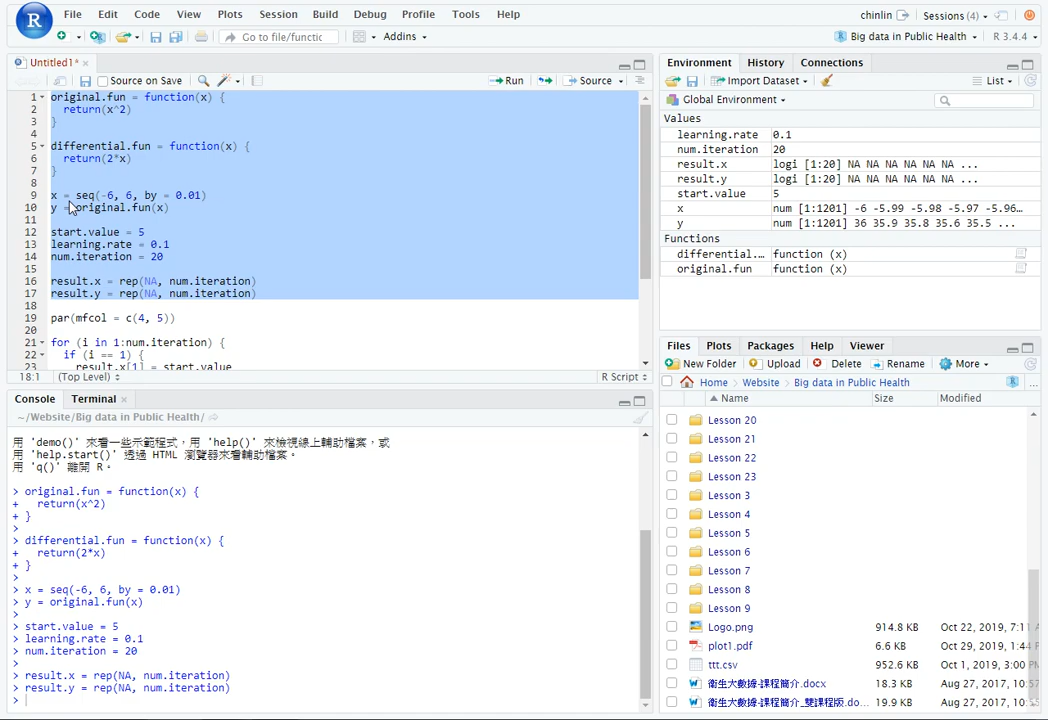 R
File Edit Code View Plots Session Build Debug Profile Tools Help
chinlin Sessions (4)
Go to file/functic Addins
Big data in Public Health R 3.4.4
Untitled1* ×
Source on Save Run Source
1 original.fun = function(x) {
2 return(x^2)
3 }
4
5 differential.fun = function(x) {
6 return(2*x)
7 }
8
9 x = seq(-6, 6, by = 0.01)
10 y = original.fun(x)
11
12 start.value = 5
13 learning.rate = 0.1
14 num.iteration = 20
15
16 result.x = rep(NA, num.iteration)
17 result.y = rep(NA, num.iteration)
18
19 par(mfcol = c(4, 5))
20
21 for (i in 1:num.iteration) {
22 if (i == 1) {
23 result.x[1] = start.value
18:1 (Top Level) R Script
Console Terminal ×
~/Website/Big data in Public Health/
用 'demo()' 來看一些示範程式，用 'help()' 來檢視線上輔助檔案，或
用 'help.start()' 透過 HTML 瀏覽器來看輔助檔案。
用 'q()' 離開 R。
> original.fun = function(x) {
+ return(x^2)
+ }
>
> differential.fun = function(x) {
+ return(2*x)
+ }
>
> x = seq(-6, 6, by = 0.01)
> y = original.fun(x)
>
> start.value = 5
> learning.rate = 0.1
> num.iteration = 20
>
> result.x = rep(NA, num.iteration)
> result.y = rep(NA, num.iteration)
>
Environment History Connections
Import Dataset List
Global Environment
Values
learning.rate 0.1
num.iteration 20
result.x logi [1:20] NA NA NA NA NA NA ...
result.y logi [1:20] NA NA NA NA NA NA ...
start.value 5
x num [1:1201] -6 -5.99 -5.98 -5.97 -5.96…
y num [1:1201] 36 35.9 35.8 35.6 35.5 ...
Functions
differential.… function (x)
original.fun function (x)
Files Plots Packages Help Viewer
New Folder Upload Delete Rename More
Home Website Big data in Public Health ...
Name Size Modified
Lesson 20
Lesson 21
Lesson 22
Lesson 23
Lesson 3
Lesson 4
Lesson 5
Lesson 6
Lesson 7
Lesson 8
Lesson 9
Logo.png 914.8 KB Oct 22, 2019, 7:11
plot1.pdf 6.6 KB Oct 29, 2019, 1:44
ttt.csv 952.6 KB Oct 1, 2019, 3:00
衛生大數據-課程簡介.docx 18.3 KB Aug 27, 2017, 10:5
衛生大數據-課程簡介_雙課程版.do... 19.9 KB Aug 27, 2017, 10:5